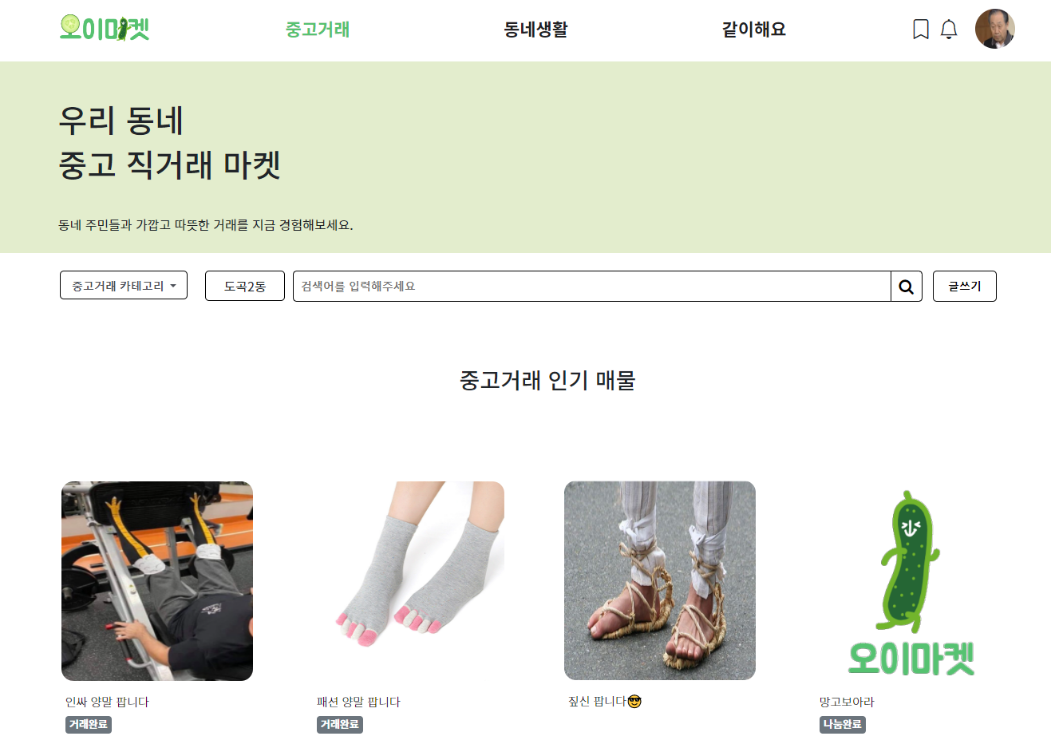 오이마켓
중고거래
동네생활
같이해요
우리 동네
중고 직거래 마켓
동네 주민들과 가깝고 따뜻한 거래를 지금 경험해보세요.
중고거래 카테고리
도곡2동
검색어를 입력해주세요
글쓰기
중고거래 인기 매물
오이마켓
인싸 양말 팝니다
패션 양말 팝니다
짚신 팝니다😎
망고보아라
거래완료
거래완료
나눔완료